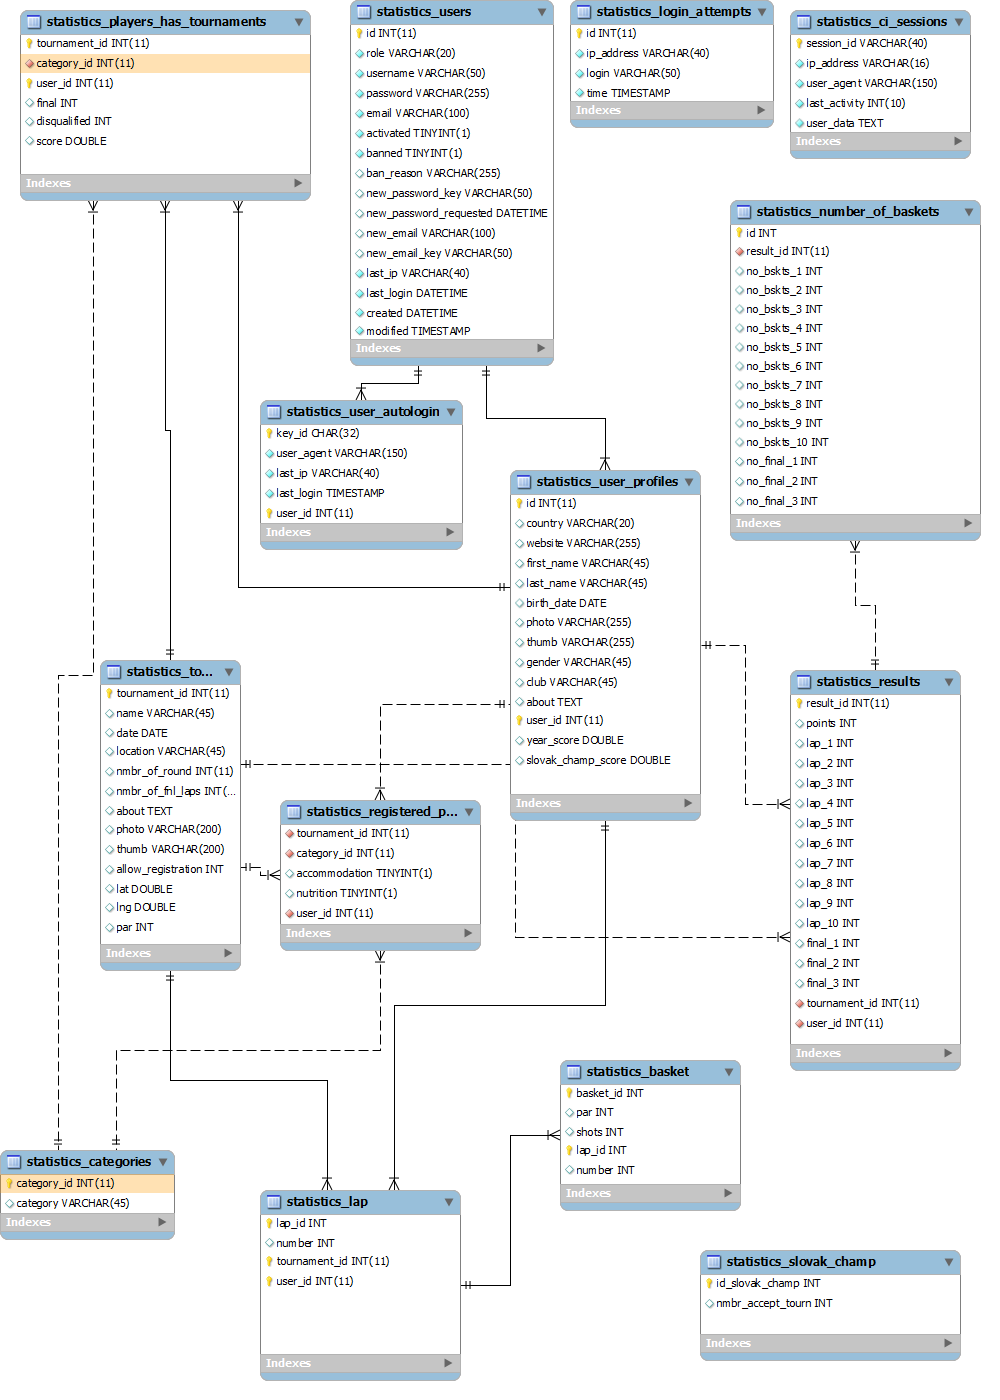 statistics_players_has_tournaments
tournament_id INT(11)
category_id INT(11)
user_id INT(11)
final INT
disqualified INT
score DOUBLE
Indexes
statistics_users
id INT(11)
role VARCHAR(20)
username VARCHAR(50)
password VARCHAR(255)
email VARCHAR(100)
activated TINYINT(1)
banned TINYINT(1)
ban_reason VARCHAR(255)
new_password_key VARCHAR(50)
new_password_requested DATETIME
new_email VARCHAR(100)
new_email_key VARCHAR(50)
last_ip VARCHAR(40)
last_login DATETIME
created DATETIME
modified TIMESTAMP
Indexes
statistics_login_attempts
id INT(11)
ip_address VARCHAR(40)
login VARCHAR(50)
time TIMESTAMP
Indexes
statistics_ci_sessions
session_id VARCHAR(40)
ip_address VARCHAR(16)
user_agent VARCHAR(150)
last_activity INT(10)
user_data TEXT
Indexes
statistics_number_of_baskets
id INT
result_id INT(11)
no_bskts_1 INT
no_bskts_2 INT
no_bskts_3 INT
no_bskts_4 INT
no_bskts_5 INT
no_bskts_6 INT
no_bskts_7 INT
no_bskts_8 INT
no_bskts_9 INT
no_bskts_10 INT
no_final_1 INT
no_final_2 INT
no_final_3 INT
Indexes
statistics_user_autologin
key_id CHAR(32)
user_agent VARCHAR(150)
last_ip VARCHAR(40)
last_login TIMESTAMP
user_id INT(11)
Indexes
statistics_user_profiles
id INT(11)
country VARCHAR(20)
website VARCHAR(255)
first_name VARCHAR(45)
last_name VARCHAR(45)
birth_date DATE
photo VARCHAR(255)
thumb VARCHAR(255)
gender VARCHAR(45)
club VARCHAR(45)
about TEXT
user_id INT(11)
year_score DOUBLE
slovak_champ_score DOUBLE
Indexes
statistics_to...
tournament_id INT(11)
name VARCHAR(45)
date DATE
location VARCHAR(45)
nmbr_of_round INT(11)
nmbr_of_fnl_laps INT(...
about TEXT
photo VARCHAR(200)
thumb VARCHAR(200)
allow_registration INT
lat DOUBLE
lng DOUBLE
par INT
Indexes
statistics_results
result_id INT(11)
points INT
lap_1 INT
lap_2 INT
lap_3 INT
lap_4 INT
lap_5 INT
lap_6 INT
lap_7 INT
lap_8 INT
lap_9 INT
lap_10 INT
final_1 INT
final_2 INT
final_3 INT
tournament_id INT(11)
user_id INT(11)
Indexes
statistics_registered_p...
tournament_id INT(11)
category_id INT(11)
accommodation TINYINT(1)
nutrition TINYINT(1)
user_id INT(11)
Indexes
statistics_basket
basket_id INT
par INT
shots INT
lap_id INT
number INT
Indexes
statistics_categories
category_id INT(11)
category VARCHAR(45)
Indexes
statistics_lap
lap_id INT
number INT
tournament_id INT(11)
user_id INT(11)
Indexes
statistics_slovak_champ
id_slovak_champ INT
nmbr_accept_tourn INT
Indexes